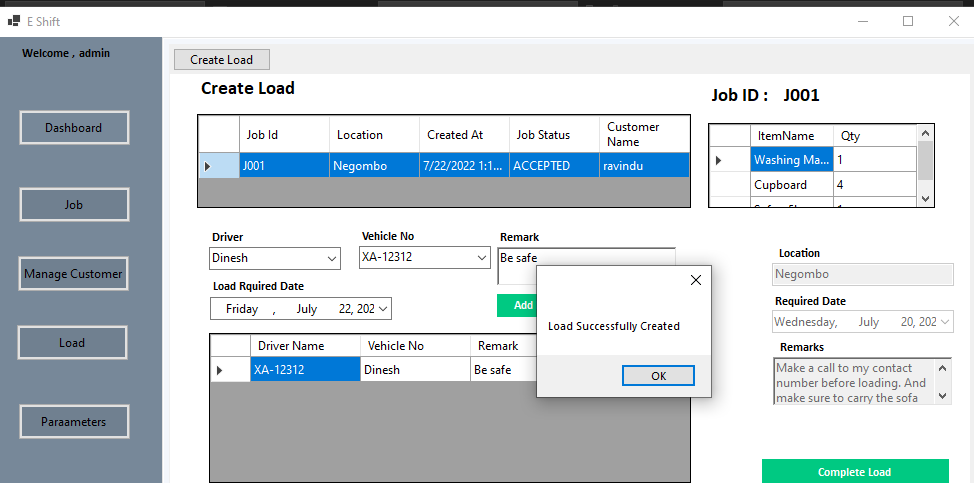 E Shift
Welcome , admin
Dashboard
Job
Manage Customer
Load
Paraameters
Create Load
Create Load
Job Id Location Created At Job Status Customer Name
J001 Negombo 7/22/2022 1:1... ACCEPTED ravindu
Job ID : J001
ItemName Qty
Washing Ma... 1
Cupboard 4
Driver Vehicle No Remark
Dinesh XA-12312 Be safe
Load Rquired Date
Friday , July 22, 202
Add
Driver Name Vehicle No Remark
XA-12312 Dinesh Be safe
Load Successfully Created
OK
Location
Negombo
Required Date
Wednesday, July 20, 202
Remarks
Make a call to my contact
number before loading. And
make sure to carry the sofa
Complete Load